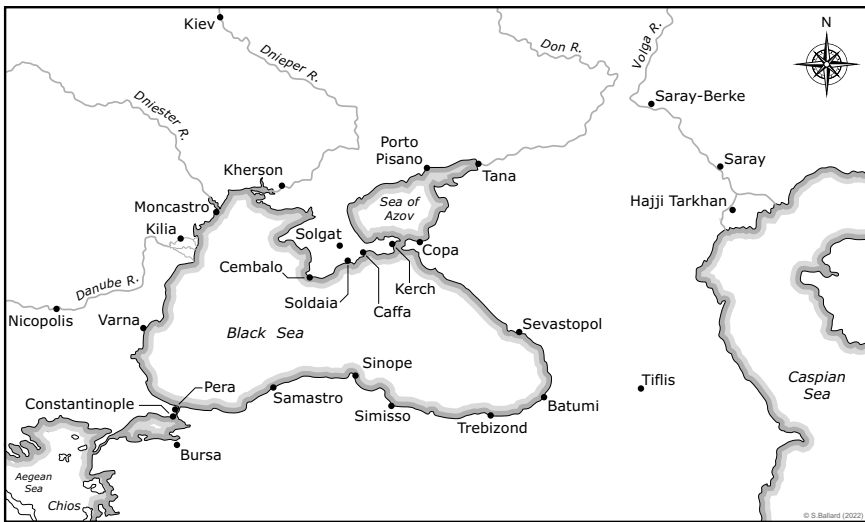 Kiev
Dnieper R.
Don R.
Volga R.
N
Dniester R.
Saray-Berke
Porto
Pisano
Kherson
Tana
Saray
Moncastro
Sea of
Azov
Hajji Tarkhan
Kilia
Solgat
Copa
Cembalo
Kerch
Danube R.
Soldaia
Caffa
Nicopolis
Varna
Black Sea
Sevastopol
Sinope
Tiflis
Caspian
Sea
Pera
Constantinople
Samastro
Simisso
Batumi
Trebizond
Bursa
Aegean
Sea
Chios
© S.Ballard (2022)